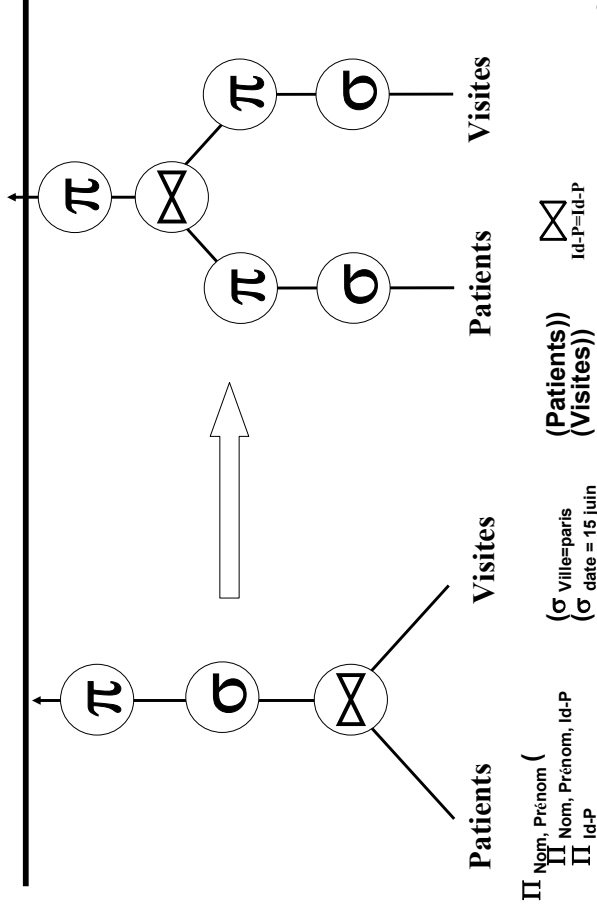 π
π
⋈
σ
π π
⋈ σ σ
Patients Visites Patients Visites
Π Nom, Prénom (
Π Nom, Prénom, Id-P (σ Ville=paris (Patients)) ⋈ Id-P=Id-P
Π Id-P (σ date = 15 juin (Visites))